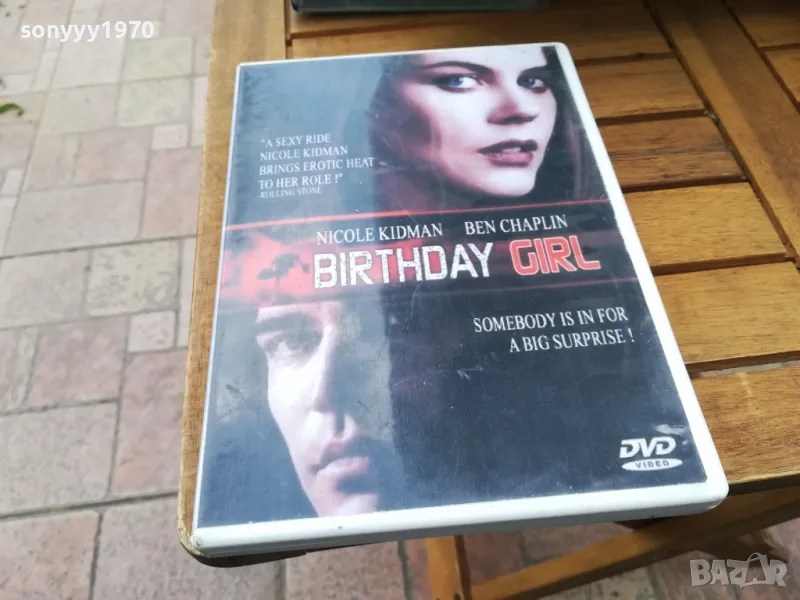 sonyyy1970
"A SEXY RIDE
NICOLE KIDMAN
BRINGS EROTIC HEAT
TO HER ROLE !"
ROLLING STONE
NICOLE KIDMAN BEN CHAPLIN
BIRTHDAY GIRL
SOMEBODY IS IN FOR
A BIG SURPRISE !
DVD
VIDEO
BAZAR